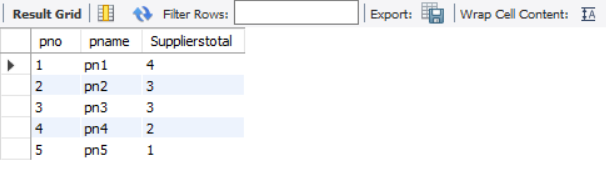 Result Grid Filter Rows: Export: Wrap Cell Content: IA
pno pname Supplierstotal
1 pn1 4
2 pn2 3
3 pn3 3
4 pn4 2
5 pn5 1